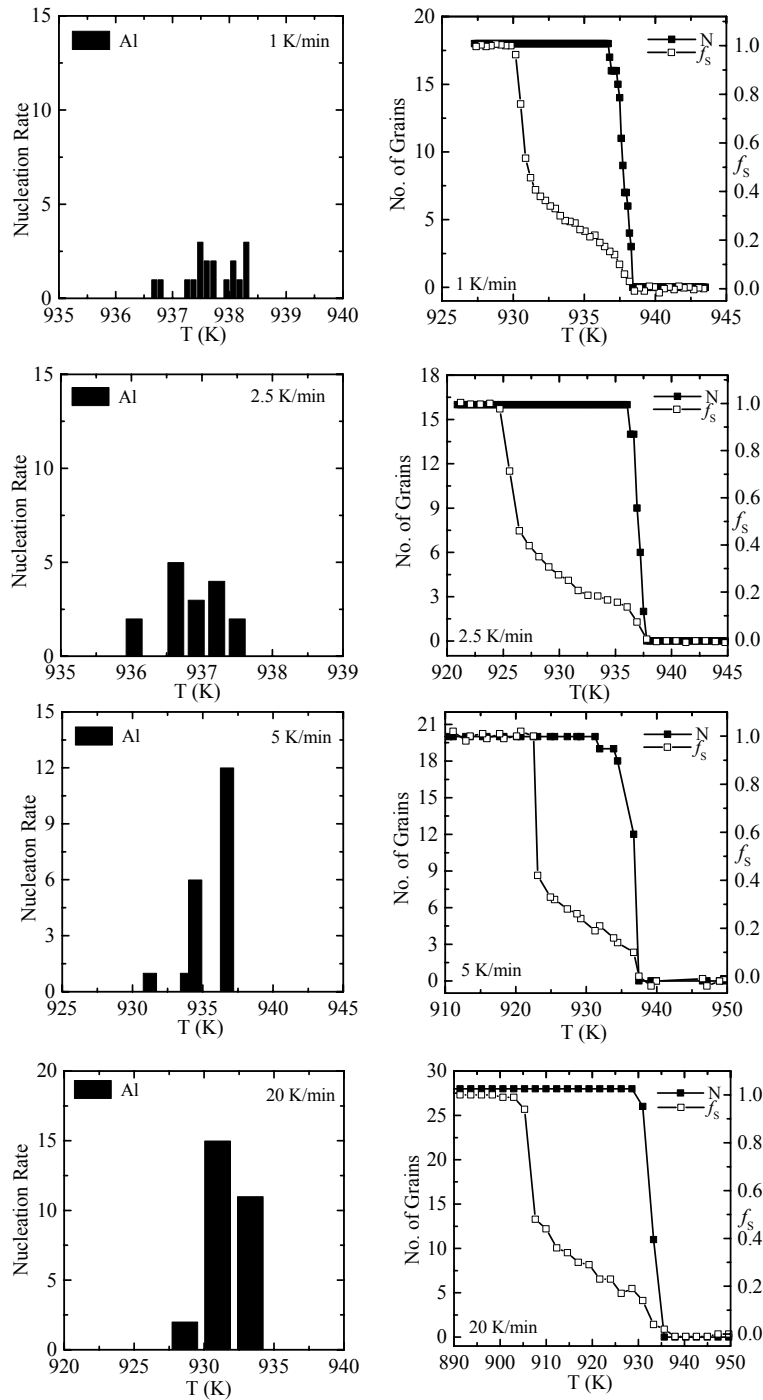 Al 1 K/min
Nucleation Rate
15
10
5
0
935 936 937 938 939 940
T (K)
N
fs
No. of Grains
20
15
10
5
0
1.0
0.8
0.6
0.4
0.2
0.0
fs
1 K/min
925 930 935 940 945
T (K)
Al 2.5 K/min
Nucleation Rate
15
10
5
0
935 936 937 938 939
T (K)
N
fs
No. of Grains
18
15
12
9
6
3
0
1.0
0.8
0.6
0.4
0.2
0.0
fs
2.5 K/min
920 925 930 935 940 945
T(K)
Al 5 K/min
Nucleaton Rate
15
12
9
6
3
0
925 930 935 940 945
T (K)
N
fs
No. of Grains
21
18
15
12
9
6
3
0
1.0
0.8
0.6
0.4
0.2
0.0
fs
5 K/min
910 920 930 940 950
T (K)
Al 20 K/min
Nucleation Rate
20
15
10
5
0
920 925 930 935 940
T (K)
N
fs
No. of Grains
30
25
20
15
10
5
0
1.0
0.8
0.6
0.4
0.2
0.0
fs
20 K/min
890 900 910 920 930 940 950
T (K)